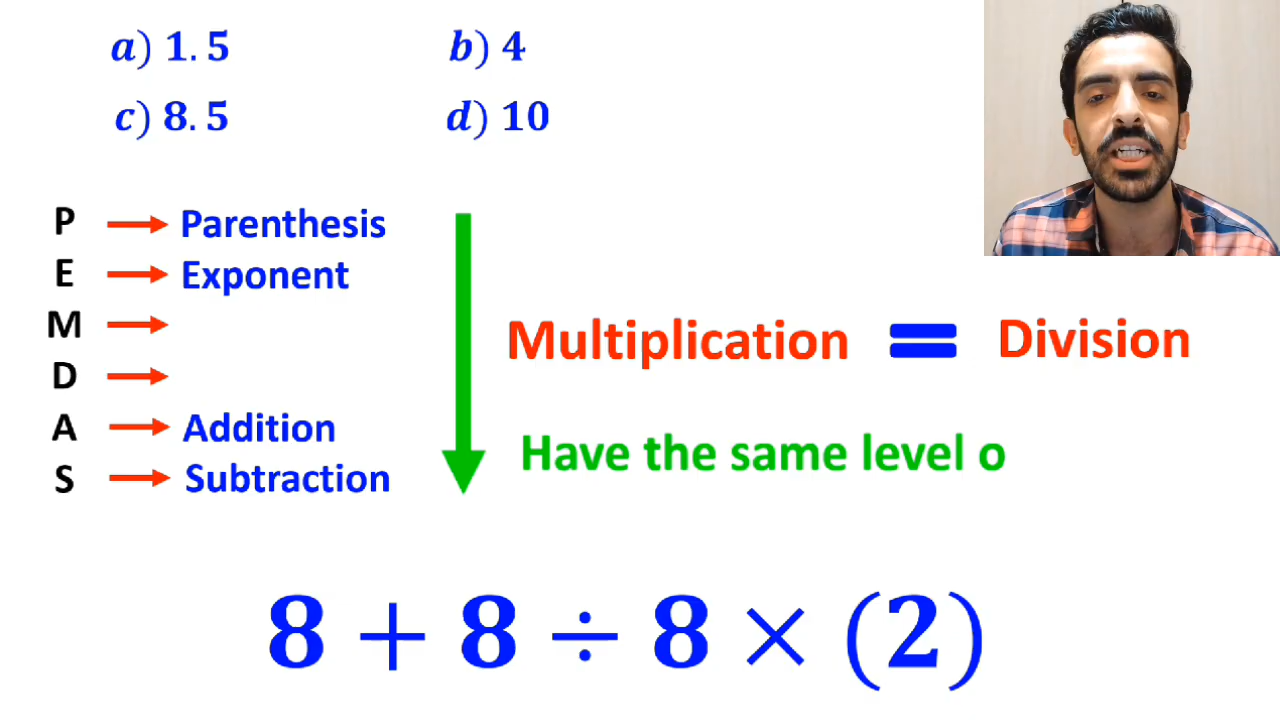 a) 1.5 b) 4
c) 8.5 d) 10
P → Parenthesis
E → Exponent
M →
D →
Multiplication = Division
A → Addition
Have the same level o
S → Subtraction
8 + 8 ÷ 8 × (2)